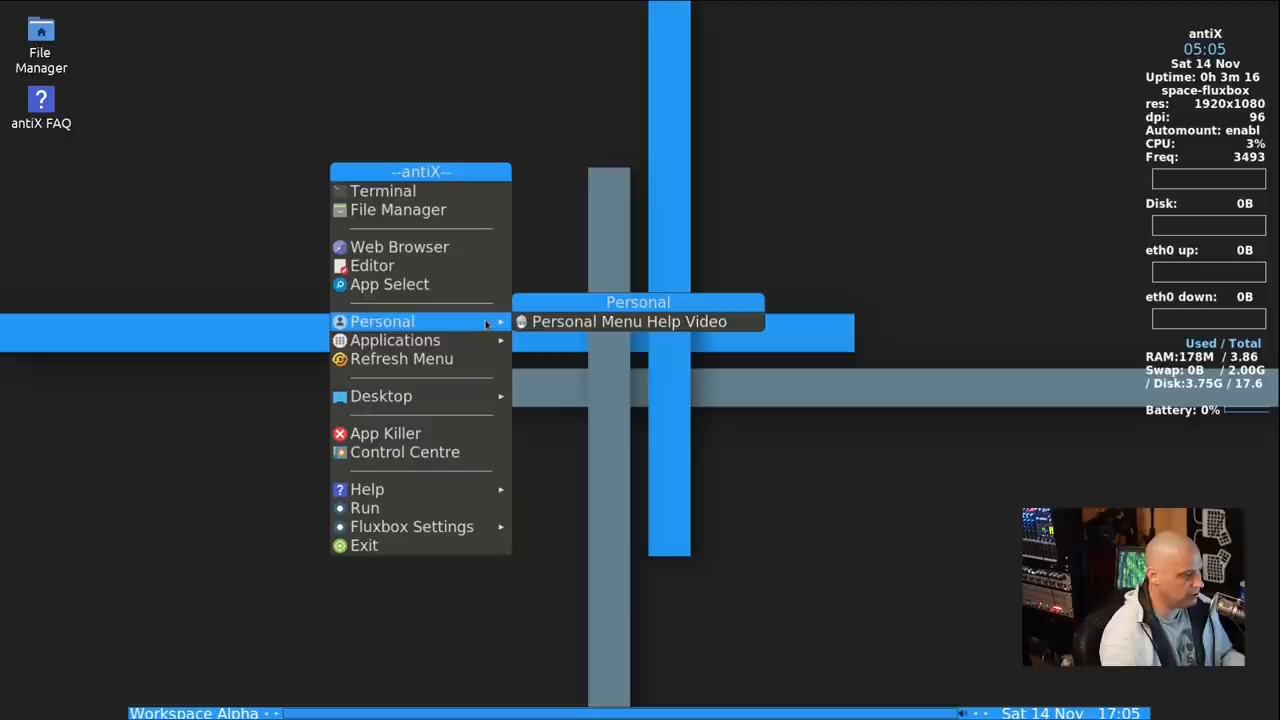 File
Manager
antiX FAQ
--antiX--
Terminal
File Manager
Web Browser
Editor
App Select
Personal
Applications
Refresh Menu
Desktop
App Killer
Control Centre
Help
Run
Fluxbox Settings
Exit
Personal
Personal Menu Help Video
antiX
05:05
Sat 14 Nov
Uptime: 0h 3m 16
space-fluxbox
res: 1920x1080
dpi: 96
Automount: enabl
CPU: 3%
Freq: 3493
Disk: 0B
eth0 up: 0B
eth0 down: 0B
Used / Total
RAM:178M / 3.86
Swap: 0B / 2.00G
/ Disk:3.75G / 17.6
Battery: 0%
Workspace Alpha
Sat 14 Nov 17:05